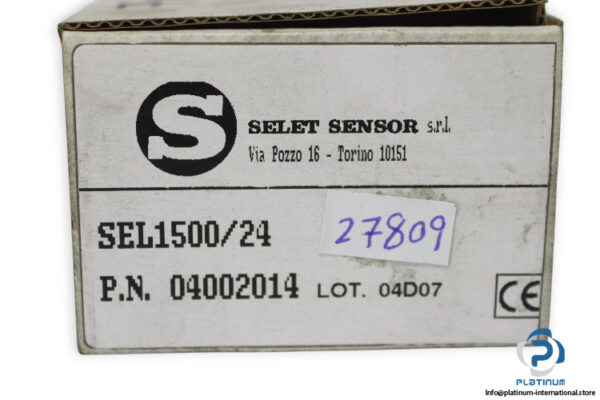 S
SELET SENSOR s.r.l.
Via Pozzo 16 - Torino 10151
SEL1500/24
27809
P.N. 04002014 LOT. 04D07
CE
PLATINUM
Info@platinum-international.store